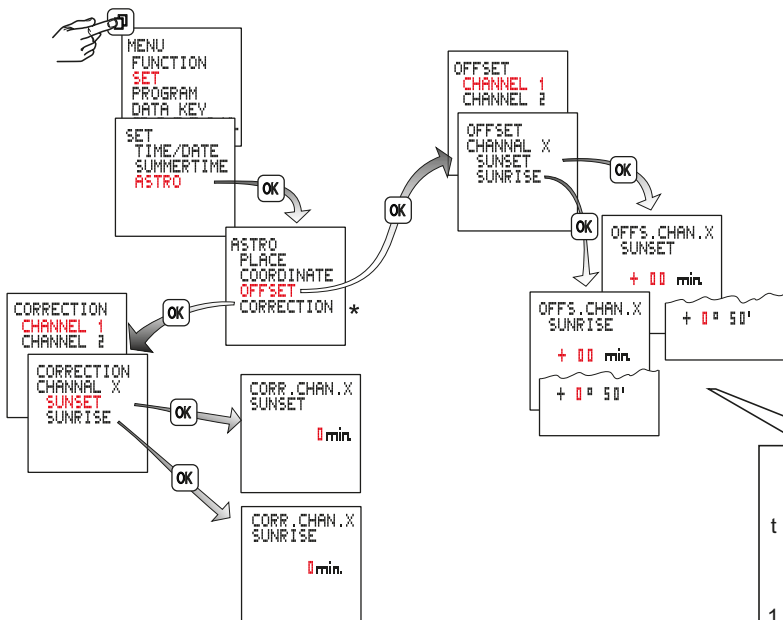 MENU
FUNCTION
SET
PROGRAM
DATA KEY
SET
TIME/DATE
SUMMERTIME
ASTRO
OK
ASTRO
PLACE
COORDINATE
OFFSET
CORRECTION *
OK
CORRECTION
CHANNEL 1
CHANNEL 2
CORRECTION
CHANNAL X
SUNSET
SUNRISE
OK
CORR.CHAN.X
SUNSET
0 min.
OK
CORR.CHAN.X
SUNRISE
0 min.
OK
OFFSET
CHANNEL 1
CHANNEL 2
OFFSET
CHANNAL X
SUNSET
SUNRISE
OK
OFFS.CHAN.X
SUNSET
+ 00 min.
+ 0° 50'
OK
OFFS.CHAN.X
SUNRISE
+ 00 min.
+ 0° 50'
t
1